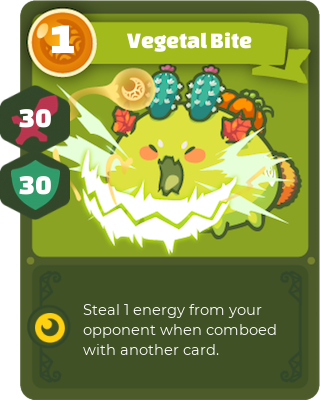 1
Vegetal Bite
30
30
Steal 1 energy from your
opponent when comboed
with another card.